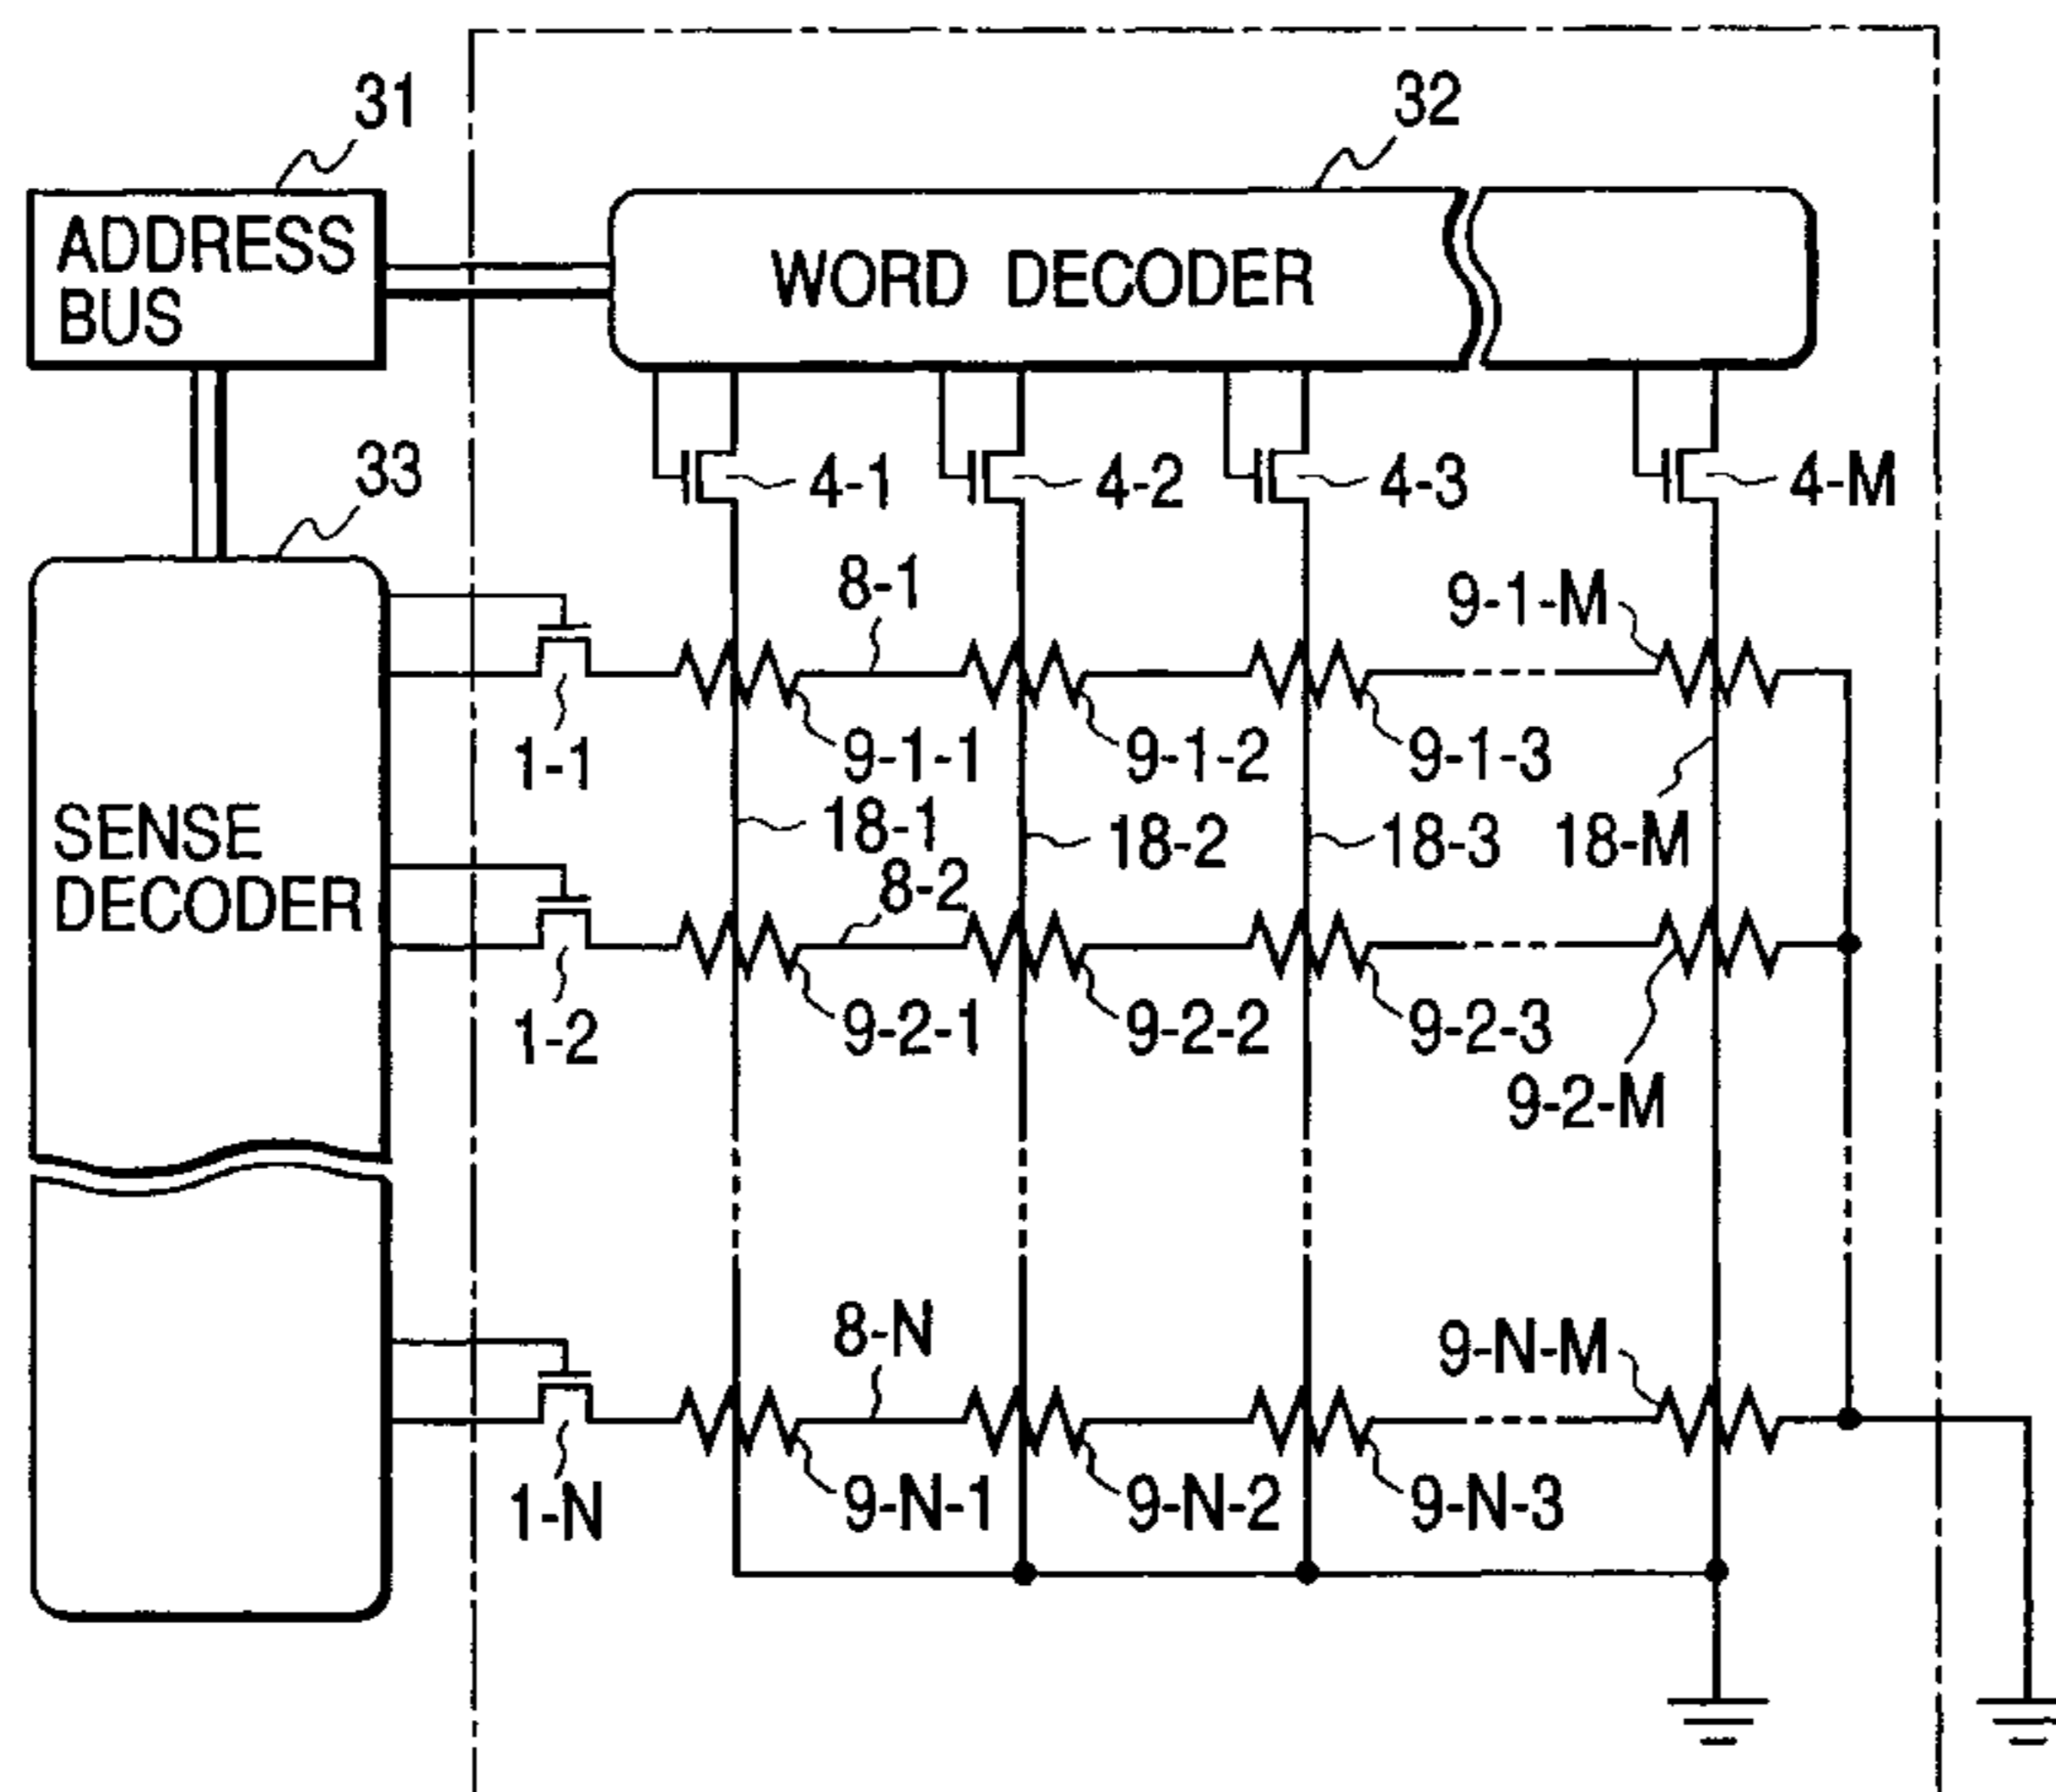 31
32
ADDRESS
BUS
WORD DECODER
33
4-1
4-2
4-3
4-M
8-1
9-1-M
1-1
9-1-1
9-1-2
9-1-3
18-1
18-2
18-3
18-M
SENSE
DECODER
8-2
1-2
9-2-1
9-2-2
9-2-3
9-2-M
8-N
9-N-M
1-N
9-N-1
9-N-2
9-N-3